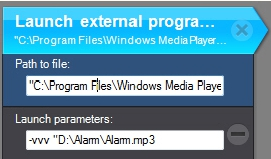 Launch external progra...
"C:\Program Files\Windows Media Player...
Path to file:
"C:\Program Files\Windows Media Playe
Launch parameters:
-vvv "D:\Alarm\Alarm.mp3